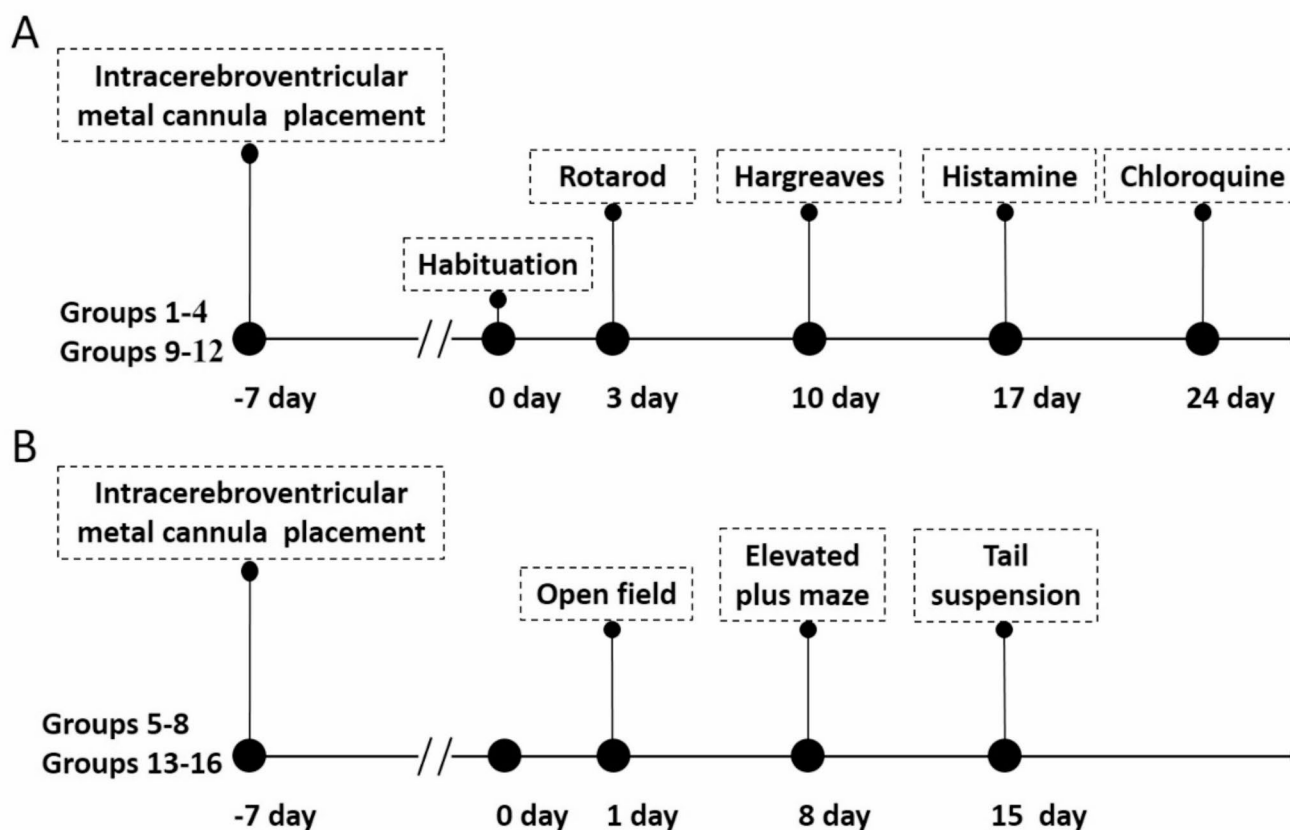 A
Intracerebroventricular
metal cannula placement
Rotarod
Hargreaves
Histamine
Chloroquine
Habituation
Groups 1-4
Groups 9-12
-7 day
0 day
3 day
10 day
17 day
24 day
B
Intracerebroventricular
metal cannula placement
Open field
Elevated
plus maze
Tail
suspension
Groups 5-8
Groups 13-16
-7 day
0 day
1 day
8 day
15 day